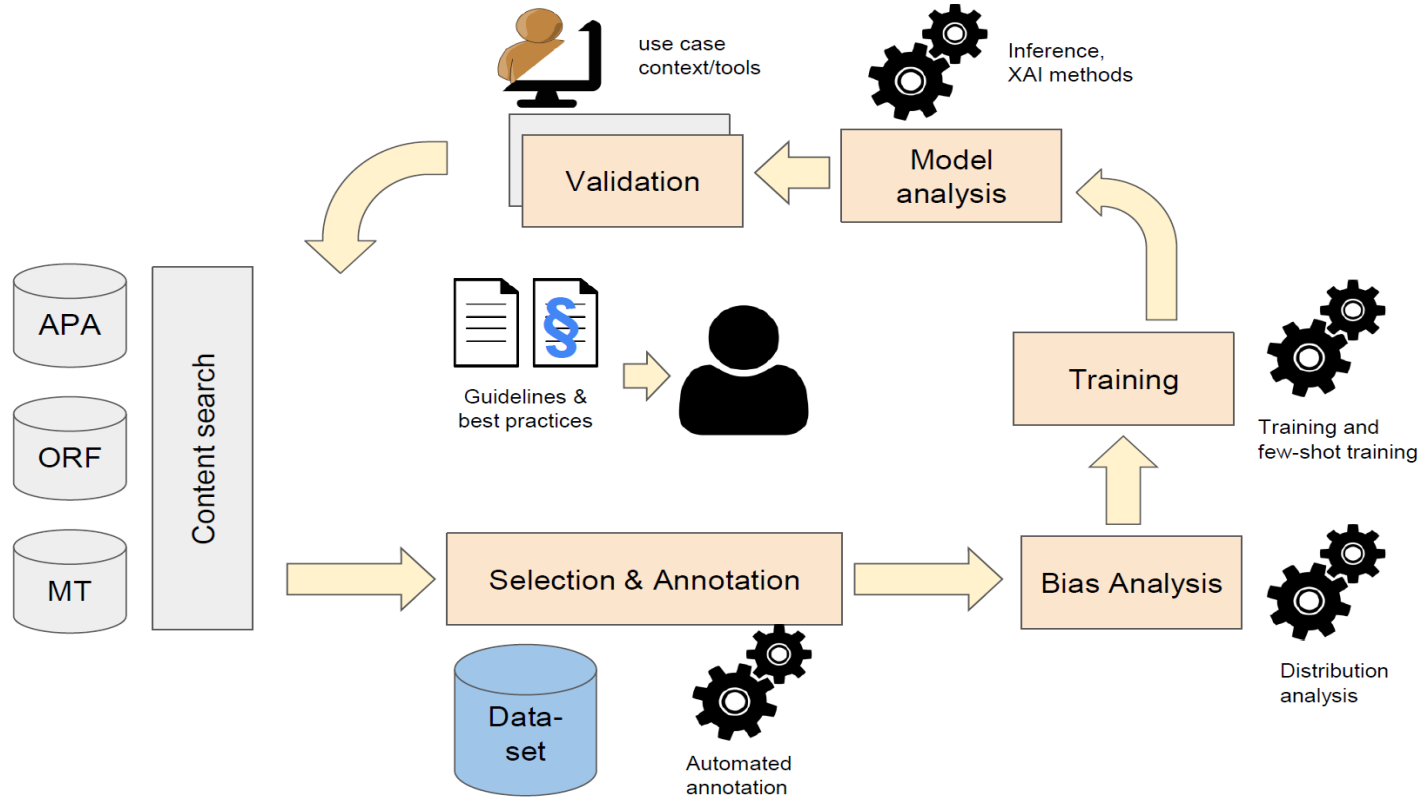 use case
context/tools
Inference,
XAI methods
Validation
Model
analysis
APA
ORF
MT
Content search
§
Guidelines &
best practices
Training
Training and
few-shot training
Selection & Annotation
Bias Analysis
Data-
set
Automated
annotation
Distribution
analysis